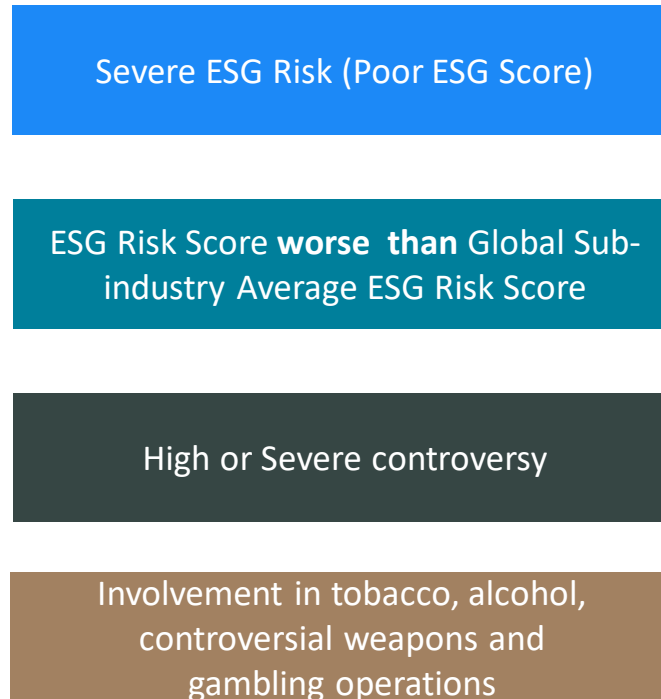 Severe ESG Risk (Poor ESG Score)
ESG Risk Score worse than Global Sub-
industry Average ESG Risk Score
High or Severe controversy
Involvement in tobacco, alcohol,
controversial weapons and
gambling operations